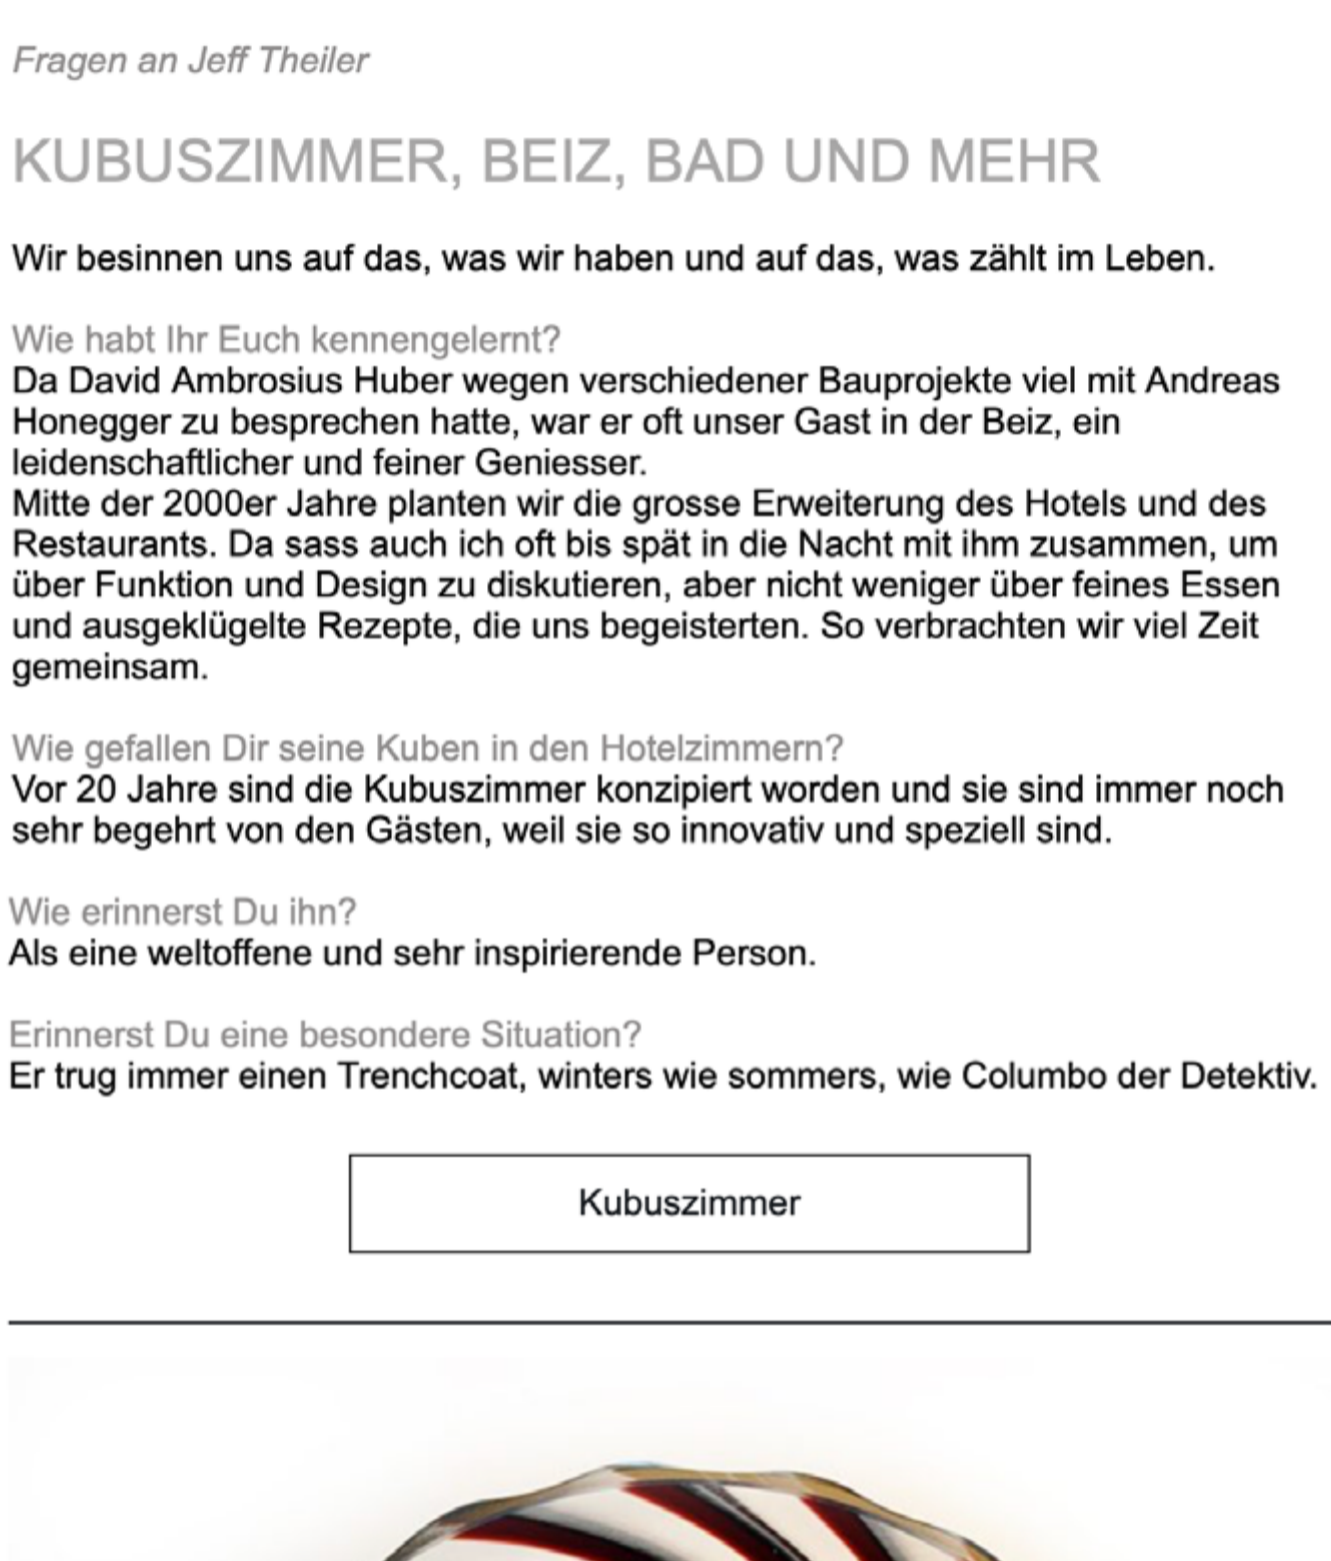 Fragen an Jeff Theiler
KUBUSZIMMER, BEIZ, BAD UND MEHR
Wir besinnen uns auf das, was wir haben und auf das, was zählt im Leben.
Wie habt Ihr Euch kennengelernt?
Da David Ambrosius Huber wegen verschiedener Bauprojekte viel mit Andreas
Honegger zu besprechen hatte, war er oft unser Gast in der Beiz, ein
leidenschaftlicher und feiner Geniesser.
Mitte der 2000er Jahre planten wir die grosse Erweiterung des Hotels und des
Restaurants. Da sass auch ich oft bis spät in die Nacht mit ihm zusammen, um
über Funktion und Design zu diskutieren, aber nicht weniger über feines Essen
und ausgeklügelte Rezepte, die uns begeisterten. So verbrachten wir viel Zeit
gemeinsam.
Wie gefallen Dir seine Kuben in den Hotelzimmern?
Vor 20 Jahre sind die Kubuszimmer konzipiert worden und sie sind immer noch
sehr begehrt von den Gästen, weil sie so innovativ und speziell sind.
Wie erinnerst Du ihn?
Als eine weltoffene und sehr inspirierende Person.
Erinnerst Du eine besondere Situation?
Er trug immer einen Trenchcoat, winters wie sommers, wie Columbo der Detektiv.
Kubuszimmer